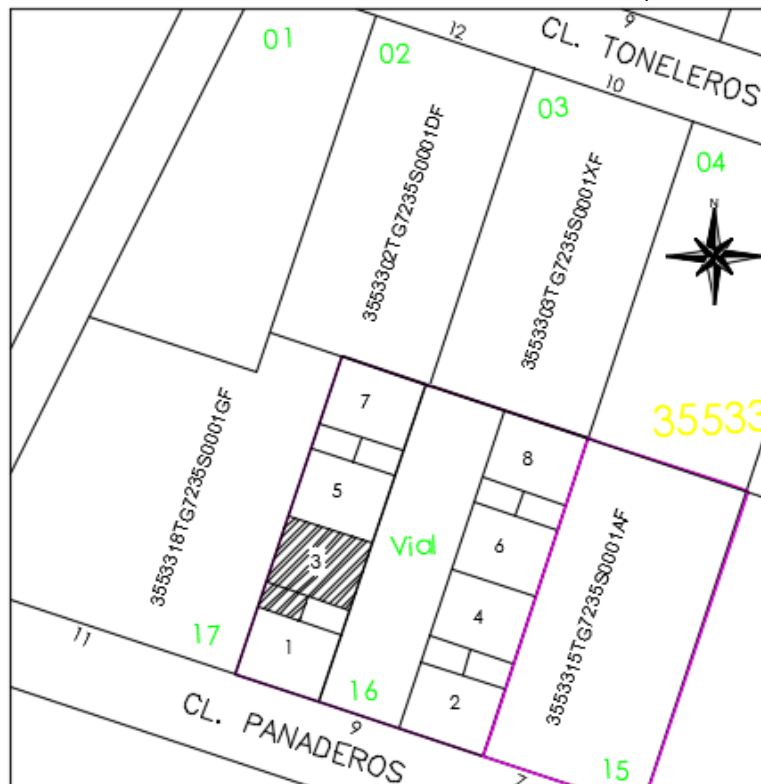 9
01
02
12
CL. TONELEROS
10
03
04
N
3553302TG7235S0001DF
3553303TG7235S0001XF
35533
7
8
5
6
Vial
3
4
3553318TG7235S0001GF
3553315TG7235S0001AF
11
17
1
2
16
9
CL. PANADEROS
7
15